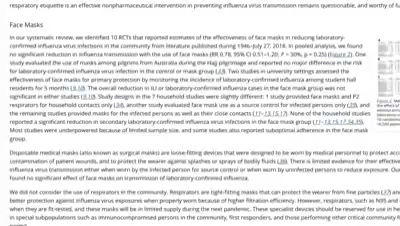 respiratory etiquette is an effective nonpharmaceutical intervention in preventing influenza virus transmission remains questionable, and worthy of fu
Face Masks
In our systematic review, we identified 10 RCTs that reported estimates of the effectiveness of face masks in reducing laboratory-
confirmed influenza virus infections in the community from literature published during 1946–July 27, 2018. In pooled analysis, we found
no significant reduction in influenza transmission with the use of face masks (RR 0.78, 95% CI 0.51–1.20; I² = 30%, p = 0.25) (Figure 2). One
study evaluated the use of masks among pilgrims from Australia during the Hajj pilgrimage and reported no major difference in the risk
for laboratory-confirmed influenza virus infection in the control or mask group (33). Two studies in university settings assessed the
effectiveness of face masks for primary protection by monitoring the incidence of laboratory-confirmed influenza among student hall
residents for 5 months (9,10). The overall reduction in ILI or laboratory-confirmed influenza cases in the face mask group was not
significant in either studies (9,10). Study designs in the 7 household studies were slightly different: 1 study provided face masks and P2
respirators for household contacts only (34), another study evaluated face mask use as a source control for infected persons only (35), and
the remaining studies provided masks for the infected persons as well as their close contacts (11–13,15,17). None of the household studies
reported a significant reduction in secondary laboratory-confirmed influenza virus infections in the face mask group (11–13,15,17,34,35).
Most studies were underpowered because of limited sample size, and some studies also reported suboptimal adherence in the face mask
group.
Disposable medical masks (also known as surgical masks) are loose-fitting devices that were designed to be worn by medical personnel to protect acc
contamination of patient wounds, and to protect the wearer against splashes or sprays of bodily fluids (36). There is limited evidence for their effective
influenza virus transmission either when worn by the infected person for source control or when worn by uninfected persons to reduce exposure. Ou
found no significant effect of face masks on transmission of laboratory-confirmed influenza.
We did not consider the use of respirators in the community. Respirators are tight-fitting masks that can protect the wearer from fine particles (37) an
better protection against influenza virus exposures when properly worn because of higher filtration efficiency. However, respirators, such as N95 and
when they are fit-tested, and these masks will be in limited supply during the next pandemic. These specialist devices should be reserved for use in he
in special subpopulations such as immunocompromised persons in the community, first responders, and those performing other critical community f